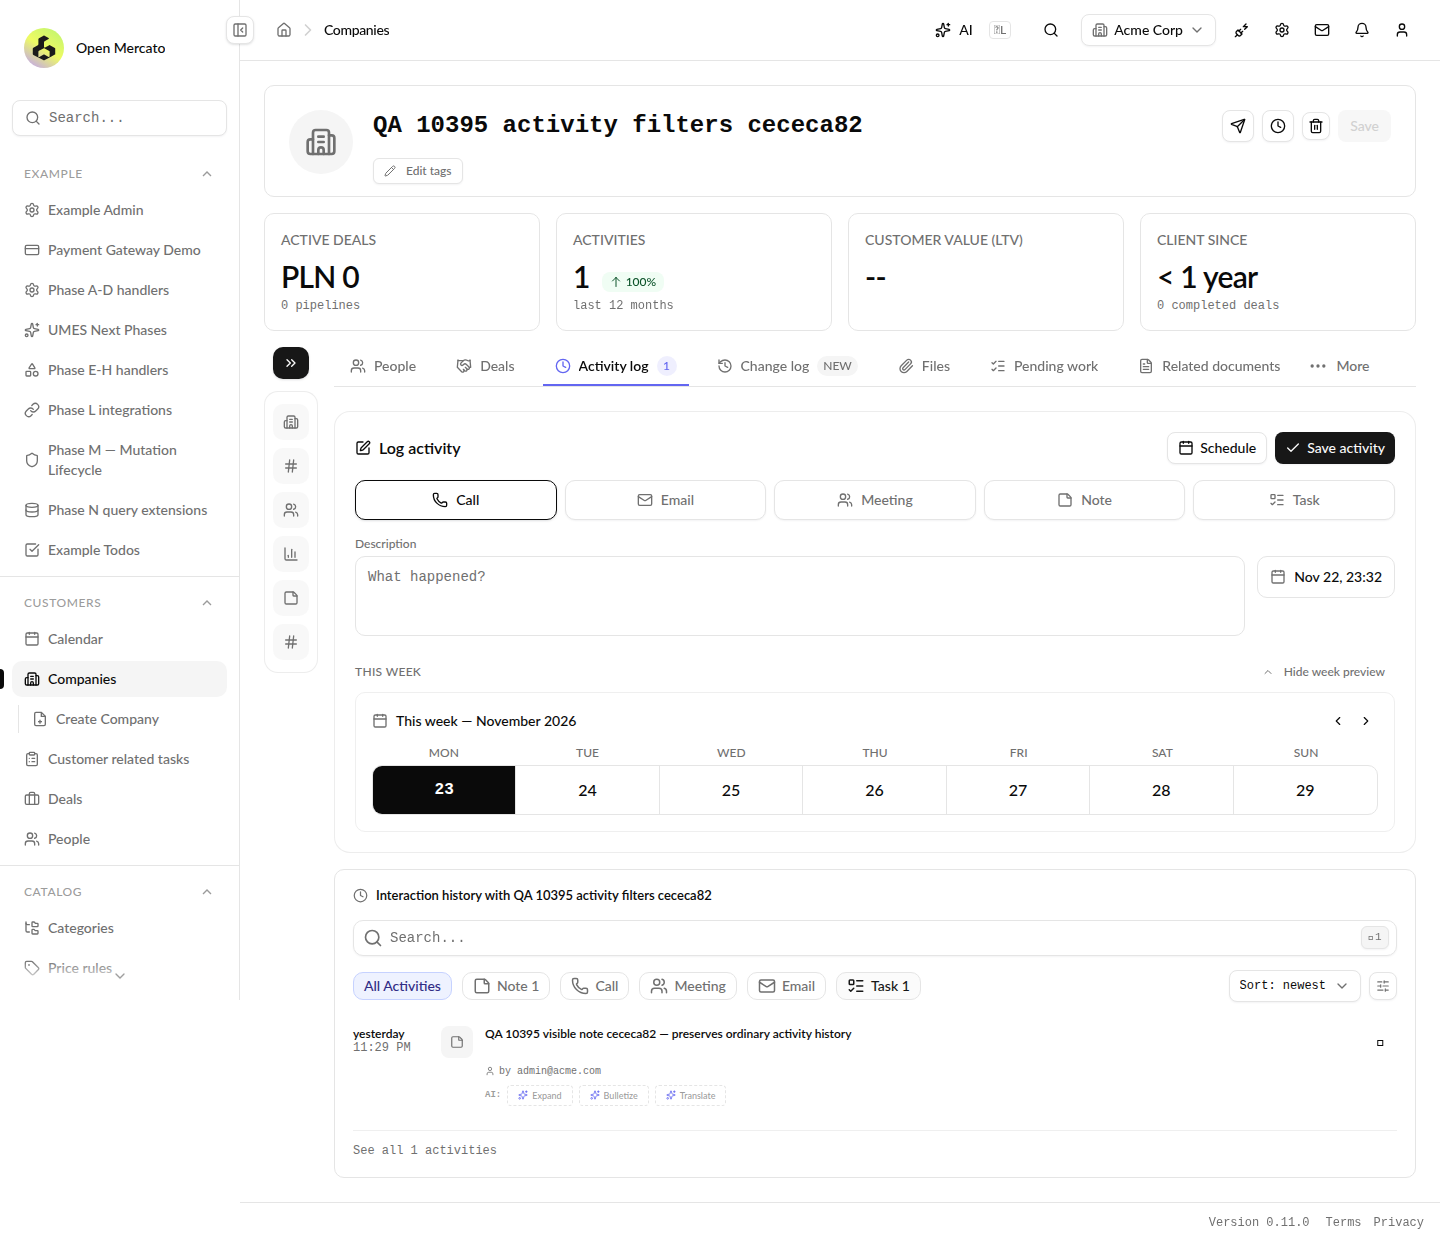 Open Mercato
Search...
EXAMPLE
Example Admin
Payment Gateway Demo
Phase A-D handlers
UMES Next Phases
Phase E-H handlers
Phase L integrations
Phase M — Mutation
Lifecycle
Phase N query extensions
Example Todos
CUSTOMERS
Calendar
Companies
Create Company
Customer related tasks
Deals
People
CATALOG
Categories
Price rules
Companies
AI
L
Acme Corp
QA 10395 activity filters cececa82
Edit tags
Save
ACTIVE DEALS
PLN 0
0 pipelines
ACTIVITIES
1 ↑ 100%
last 12 months
CUSTOMER VALUE (LTV)
--
CLIENT SINCE
< 1 year
0 completed deals
People
Deals
Activity log 1
Change log NEW
Files
Pending work
Related documents
More
Log activity
Schedule
Save activity
Call
Email
Meeting
Note
Task
Description
What happened?
Nov 22, 23:32
THIS WEEK
Hide week preview
This week — November 2026
MON TUE WED THU FRI SAT SUN
23 24 25 26 27 28 29
Interaction history with QA 10395 activity filters cececa82
Search...
1
All Activities
Note 1
Call
Meeting
Email
Task 1
Sort: newest
yesterday
11:29 PM
QA 10395 visible note cececa82 — preserves ordinary activity history
by admin@acme.com
AI: Expand Bulletize Translate
See all 1 activities
Version 0.11.0 Terms Privacy